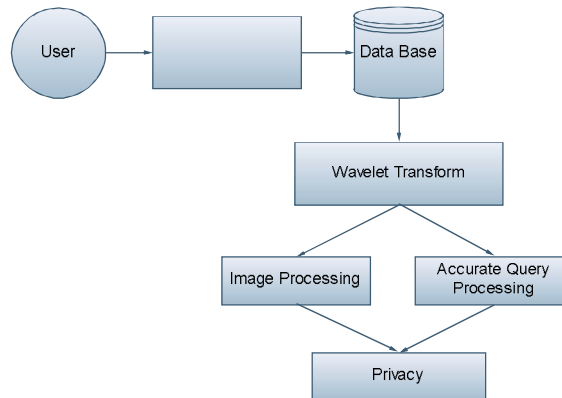 User
Data Base
Wavelet Transform
Image Processing
Accurate Query
Processing
Privacy